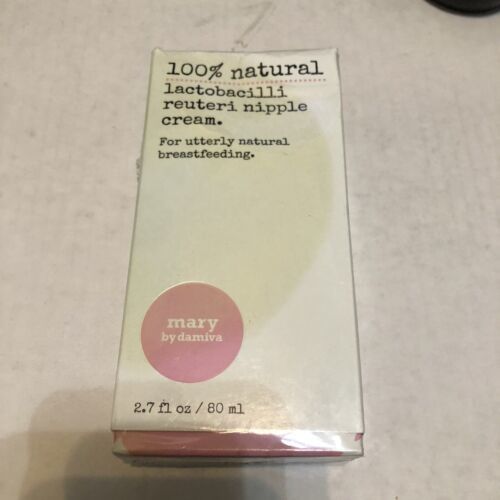 100% natural
lactobacilli
reuteri nipple
cream.
For utterly natural
breastfeeding.
mary
by damiva
2.7 fl oz / 80 ml